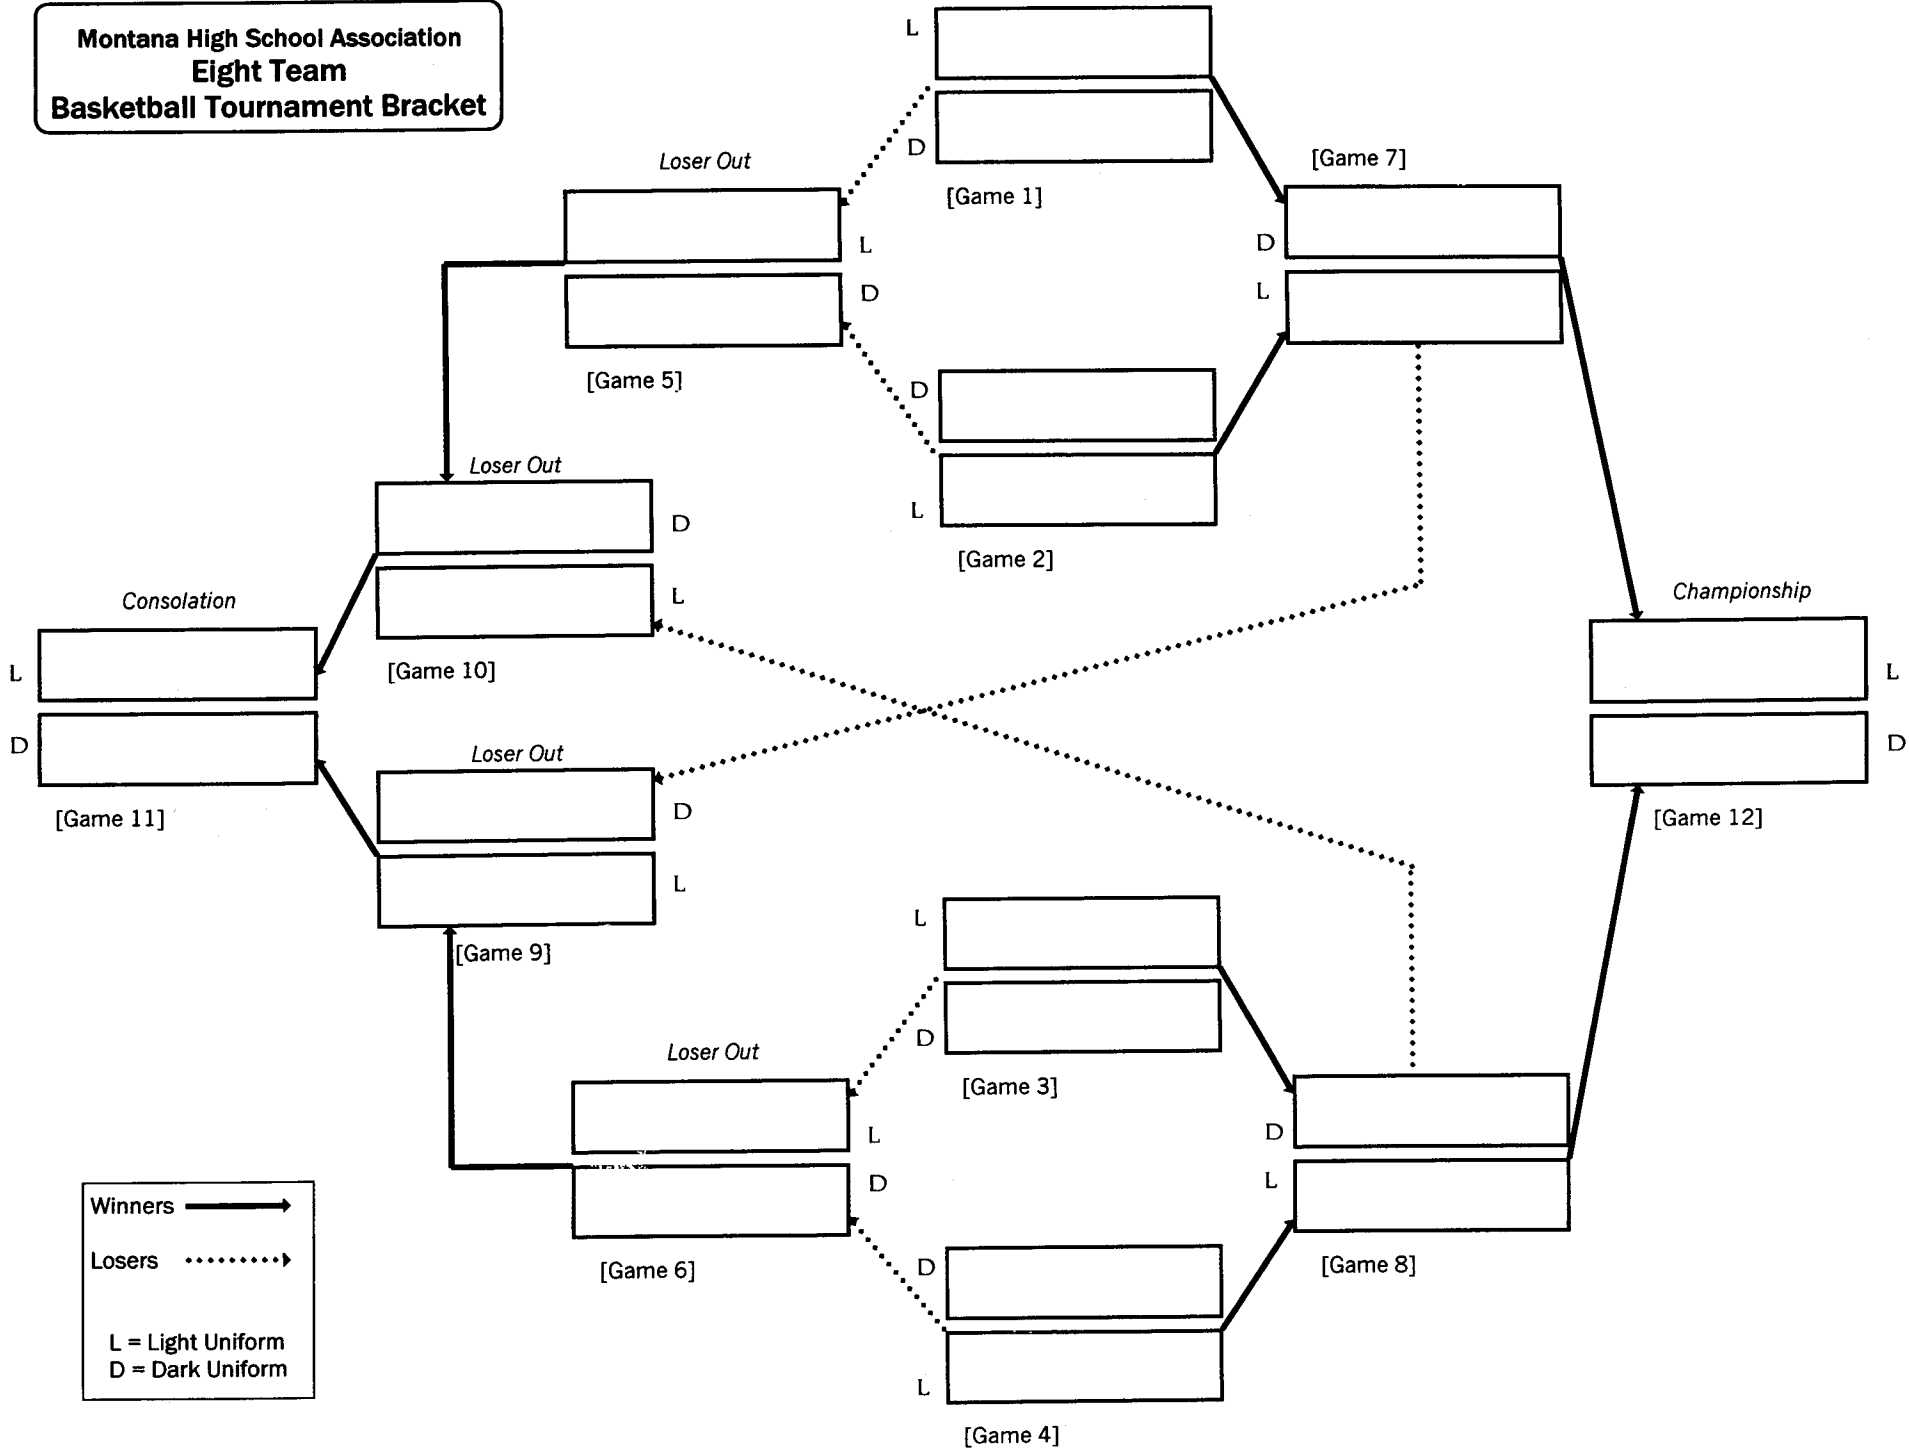 Montana High School Association
Eight Team
Basketball Tournament Bracket
L
D
[Game 1]
[Game 7]
D
L
Loser Out
L
D
[Game 5]
D
L
[Game 2]
Loser Out
D
L
[Game 10]
Consolation
L
D
[Game 11]
Championship
L
D
[Game 12]
Loser Out
D
L
[Game 9]
L
D
[Game 3]
Loser Out
L
D
[Game 6]
D
L
[Game 8]
D
L
[Game 4]
Winners
Losers
L = Light Uniform
D = Dark Uniform